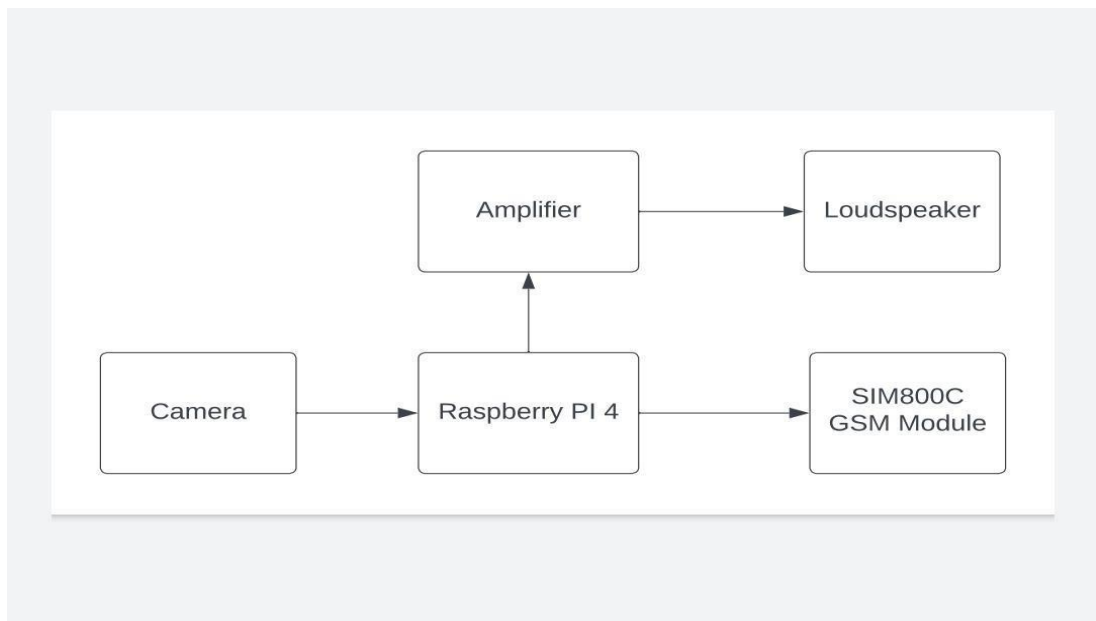 Amplifier
Loudspeaker
Camera
Raspberry PI 4
SIM800C
GSM Module